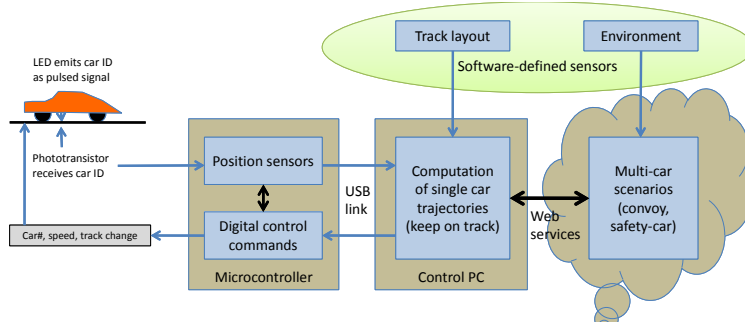 Track layout
Environment
Software-defined sensors
LED emits car ID
as pulsed signal
Phototransistor
receives car ID
Position sensors
Digital control
commands
Microcontroller
USB
link
Computation
of single car
trajectories
(keep on track)
Control PC
Web
services
Multi-car
scenarios
(convoy,
safety-car)
Car#, speed, track change